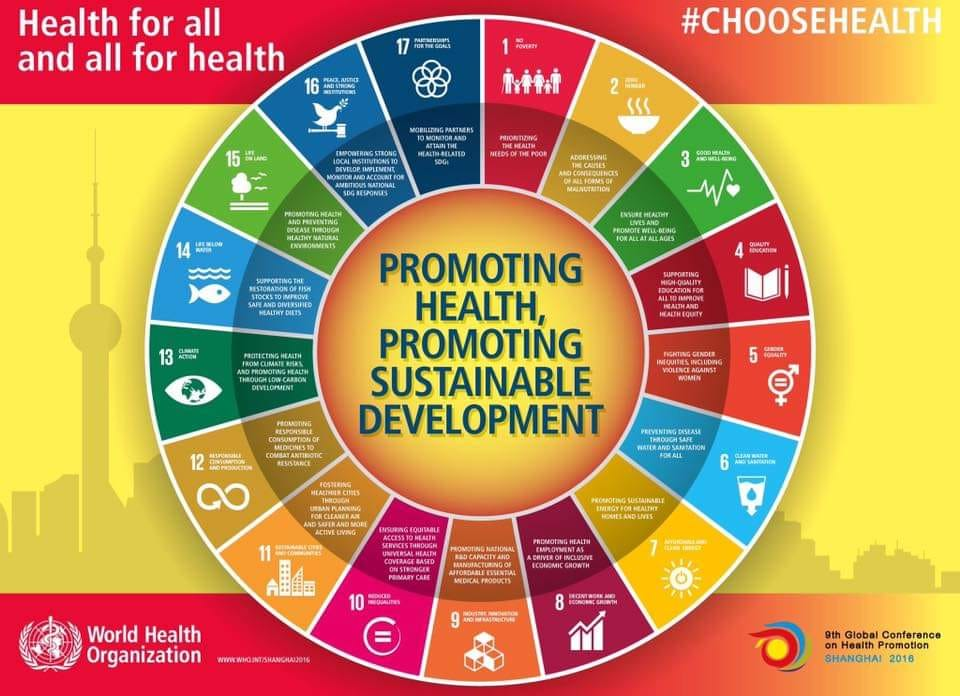 Health for all
and all for health
#CHOOSEHEALTH
1 NO
POVERTY
PRIORITIZING
THE HEALTH
NEEDS OF THE POOR
2 ZERO
HUNGER
ADDRESSING
THE CAUSES
AND CONSEQUENCES
OF ALL FORMS OF
MALNUTRITION
3 GOOD HEALTH
AND WELL-BEING
ENSURE HEALTHY
LIVES AND
PROMOTE WELL-BEING
FOR ALL AT ALL AGES
4 QUALITY
EDUCATION
SUPPORTING
HIGH-QUALITY
EDUCATION FOR
ALL TO IMPROVE
HEALTH AND
HEALTH EQUITY
5 GENDER
EQUALITY
FIGHTING GENDER
INEQUITIES, INCLUDING
VIOLENCE AGAINST
WOMEN
6 CLEAN WATER
AND SANITATION
PREVENTING DISEASE
THROUGH SAFE
WATER AND SANITATION
FOR ALL
7 AFFORDABLE AND
CLEAN ENERGY
PROMOTING SUSTAINABLE
ENERGY FOR HEALTHY
HOMES AND LIVES
8 DECENT WORK AND
ECONOMIC GROWTH
PROMOTING HEALTH
EMPLOYMENT AS
A DRIVER OF INCLUSIVE
ECONOMIC GROWTH
9 INDUSTRY, INNOVATION
AND INFRASTRUCTURE
PROMOTING NATIONAL
R&D CAPACITY AND
MANUFACTURING OF
AFFORDABLE ESSENTIAL
MEDICAL PRODUCTS
10 REDUCED
INEQUALITIES
ENSURING EQUITABLE
ACCESS TO HEALTH
SERVICES THROUGH
UNIVERSAL HEALTH
COVERAGE BASED
ON STRONGER
PRIMARY CARE
11 SUSTAINABLE CITIES
AND COMMUNITIES
FOSTERING
HEALTHIER CITIES
THROUGH
URBAN PLANNING
FOR CLEANER AIR
AND SAFER AND MORE
ACTIVE LIVING
12 RESPONSIBLE
CONSUMPTION
AND PRODUCTION
PROMOTING
RESPONSIBLE
CONSUMPTION OF
MEDICINES TO
COMBAT ANTIBIOTIC
RESISTANCE
13 CLIMATE
ACTION
PROTECTING HEALTH
FROM CLIMATE RISKS,
AND PROMOTING HEALTH
THROUGH LOW-CARBON
DEVELOPMENT
14 LIFE BELOW
WATER
SUPPORTING THE
RESTORATION OF FISH
STOCKS TO IMPROVE
SAFE AND DIVERSIFIED
HEALTHY DIETS
15 LIFE
ON LAND
PROMOTING HEALTH
AND PREVENTING
DISEASE THROUGH
HEALTHY NATURAL
ENVIRONMENTS
16 PEACE, JUSTICE
AND STRONG
INSTITUTIONS
EMPOWERING STRONG
LOCAL INSTITUTIONS TO
DEVELOP, IMPLEMENT,
MONITOR AND ACCOUNT FOR
AMBITIOUS NATIONAL
SDG RESPONSES
17 PARTNERSHIPS
FOR THE GOALS
MOBILIZING PARTNERS
TO MONITOR AND
ATTAIN THE
HEALTH-RELATED
SDGs
PROMOTING
HEALTH,
PROMOTING
SUSTAINABLE
DEVELOPMENT
World Health
Organization
WWW.WHO.INT/SHANGHAI2016
9th Global Conference
on Health Promotion
SHANGHAI 2016